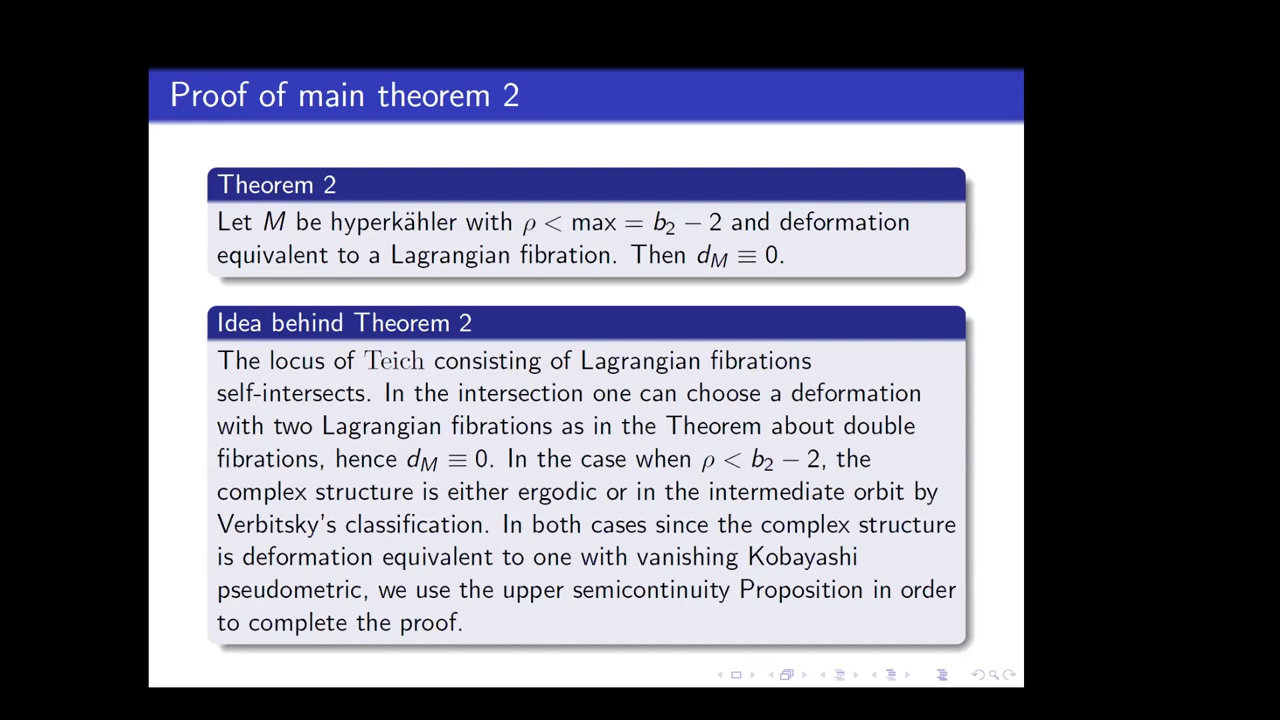 Proof of main theorem 2
Theorem 2
Let M be hyperkähler with ρ < max = b₂ − 2 and deformation
equivalent to a Lagrangian fibration. Then d_M ≡ 0.
Idea behind Theorem 2
The locus of Teich consisting of Lagrangian fibrations
self-intersects. In the intersection one can choose a deformation
with two Lagrangian fibrations as in the Theorem about double
fibrations, hence d_M ≡ 0. In the case when ρ < b₂ − 2, the
complex structure is either ergodic or in the intermediate orbit by
Verbitsky's classification. In both cases since the complex structure
is deformation equivalent to one with vanishing Kobayashi
pseudometric, we use the upper semicontinuity Proposition in order
to complete the proof.